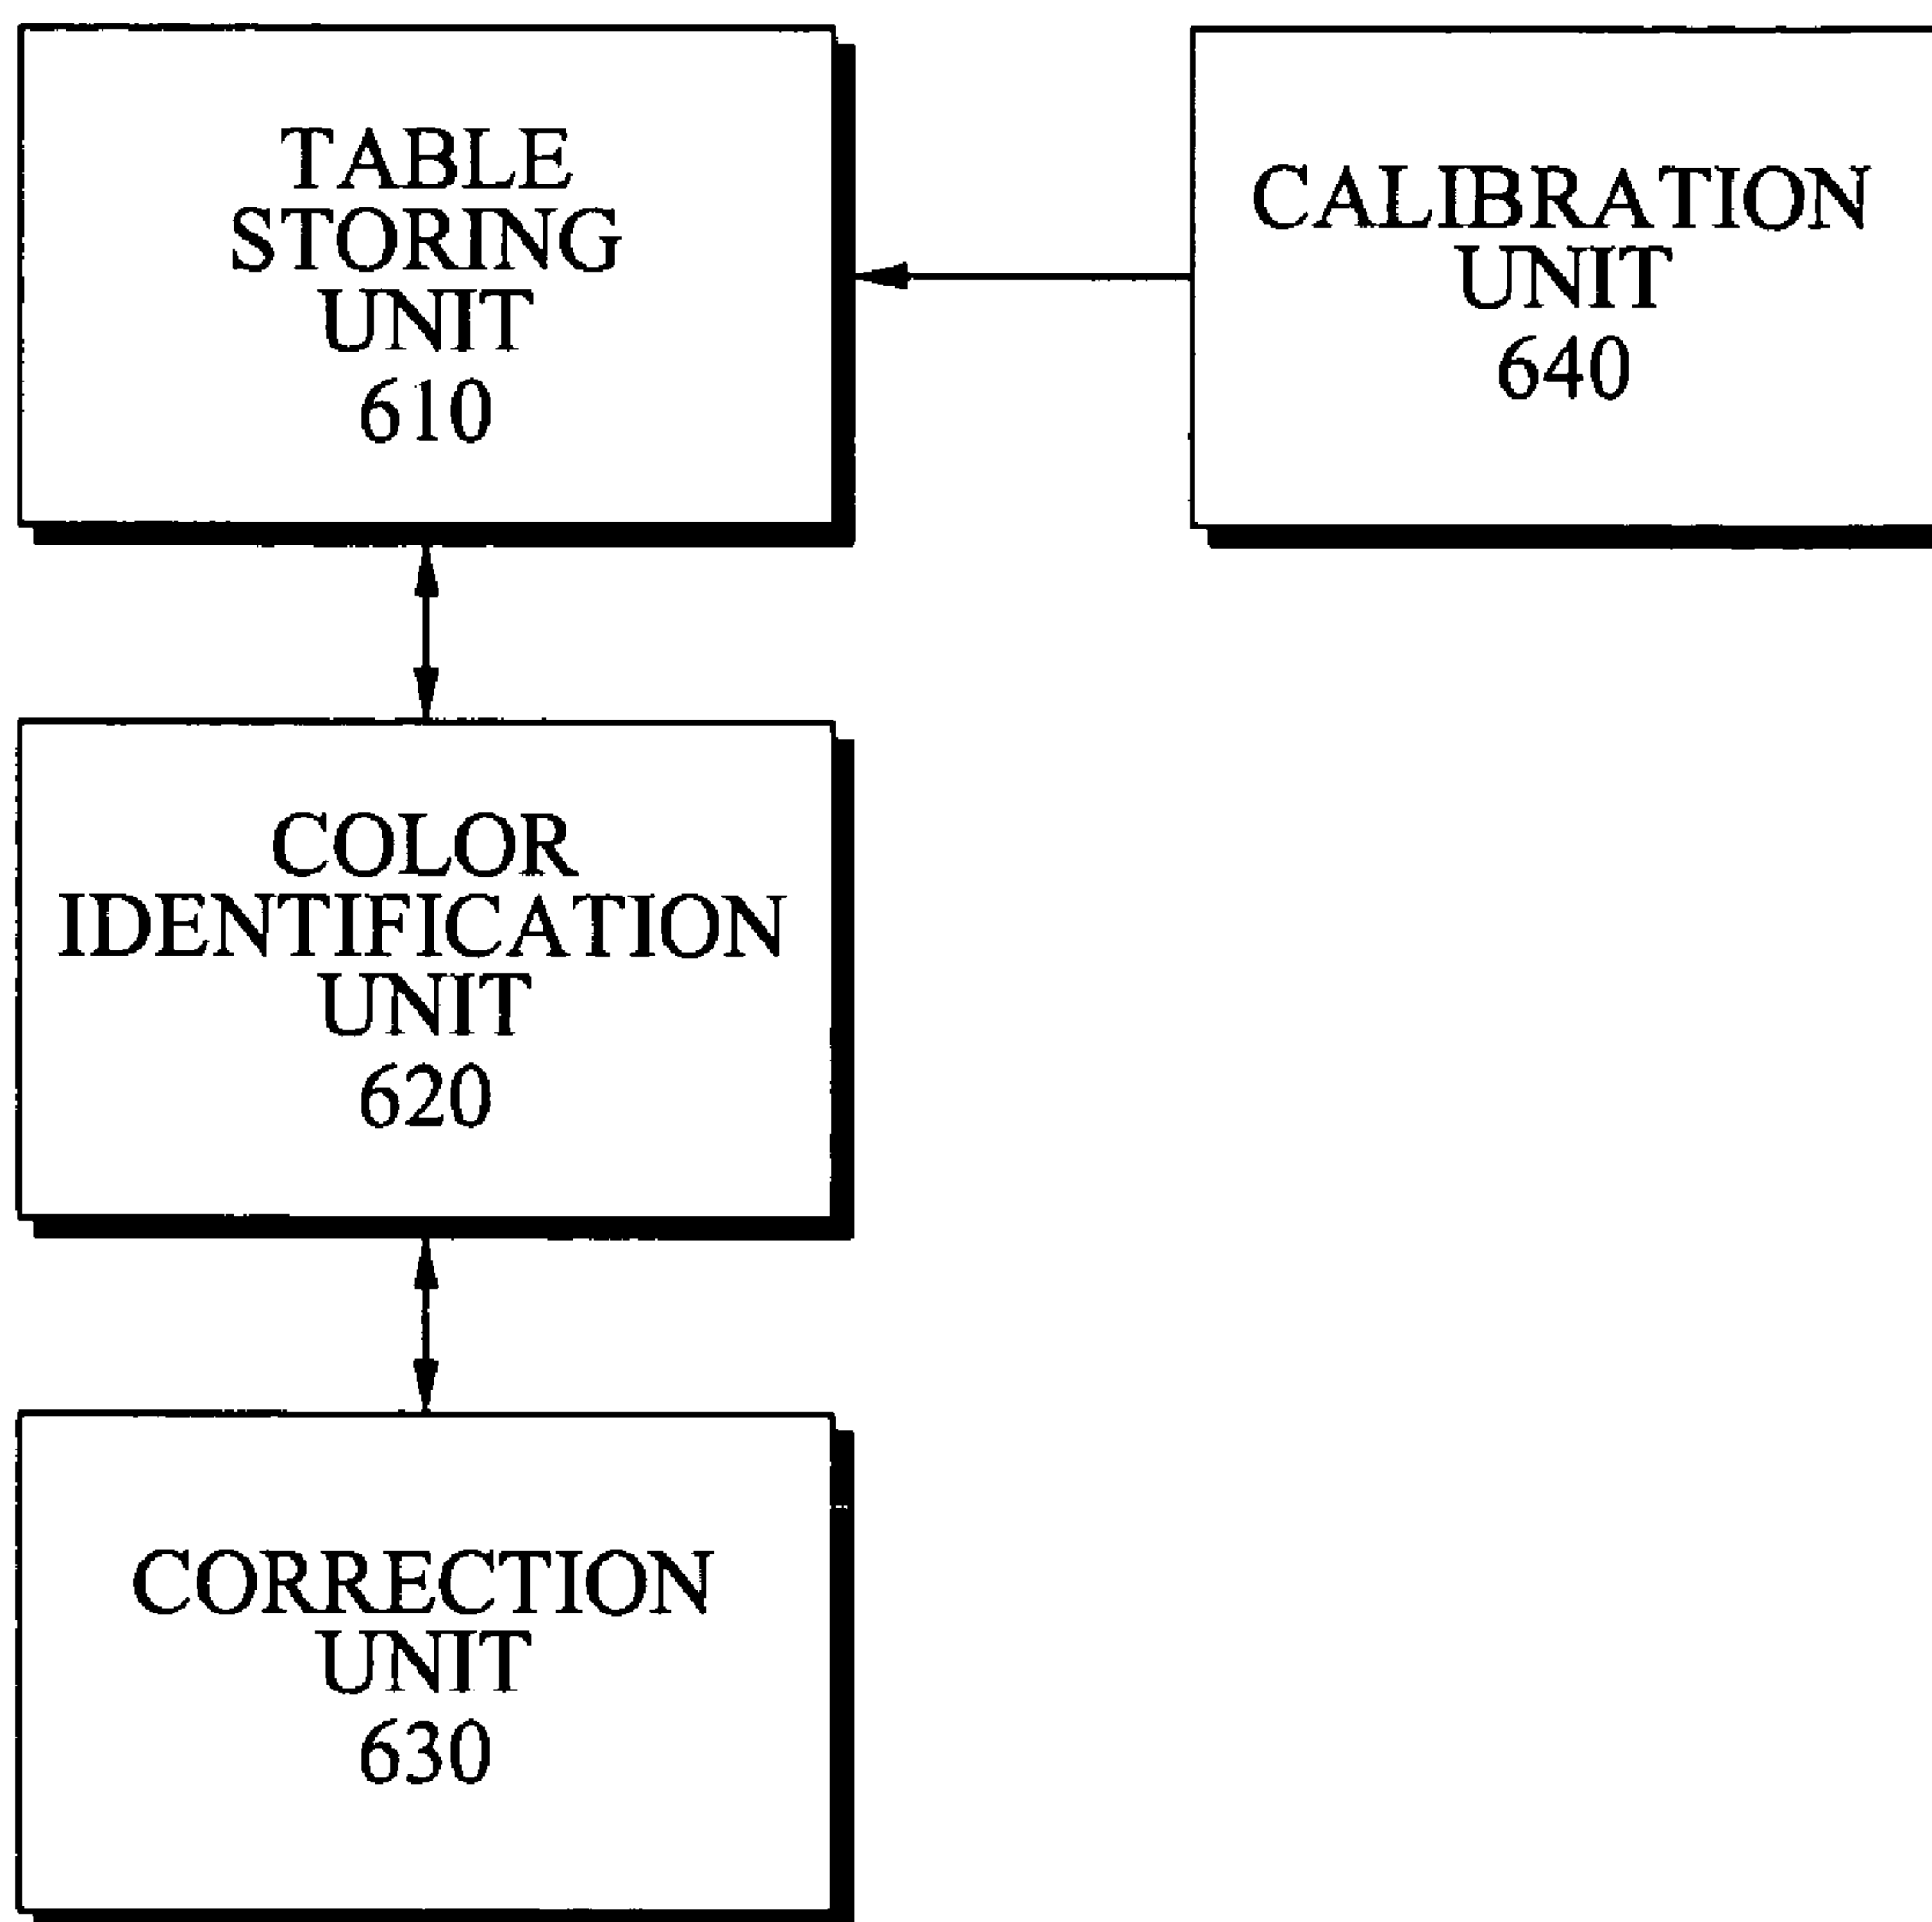 TABLE
STORING
UNIT
610
CALIBRATION
UNIT
640
COLOR
IDENTIFICATION
UNIT
620
CORRECTION
UNIT
630